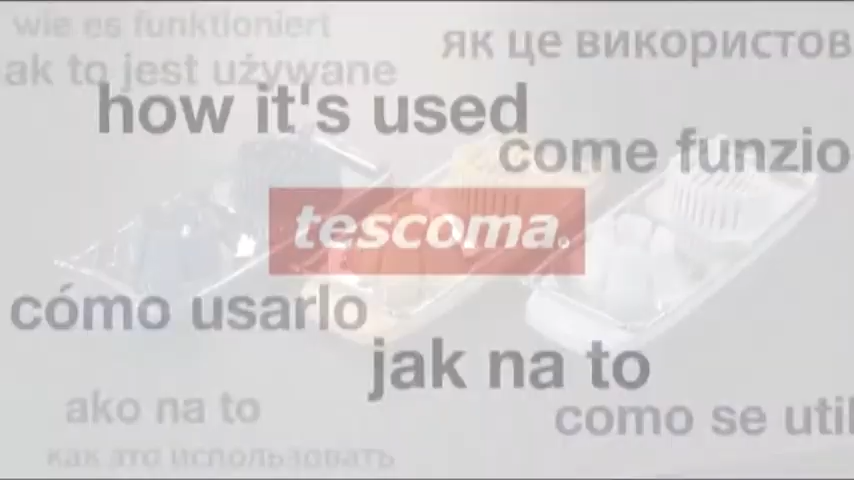 wie es funktioniert
як це використов
ak to jest używane
how it's used
come funzio
tescoma.
cómo usarlo
jak na to
ako na to
como se util
как это использовать